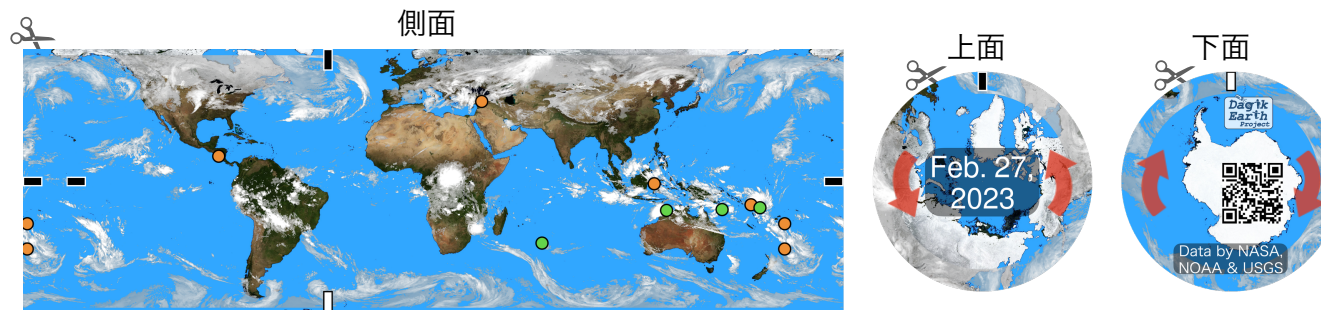 側面
上面
下面
Feb. 27,
2023
Dagik
Earth
Project
Data by NASA,
NOAA & USGS